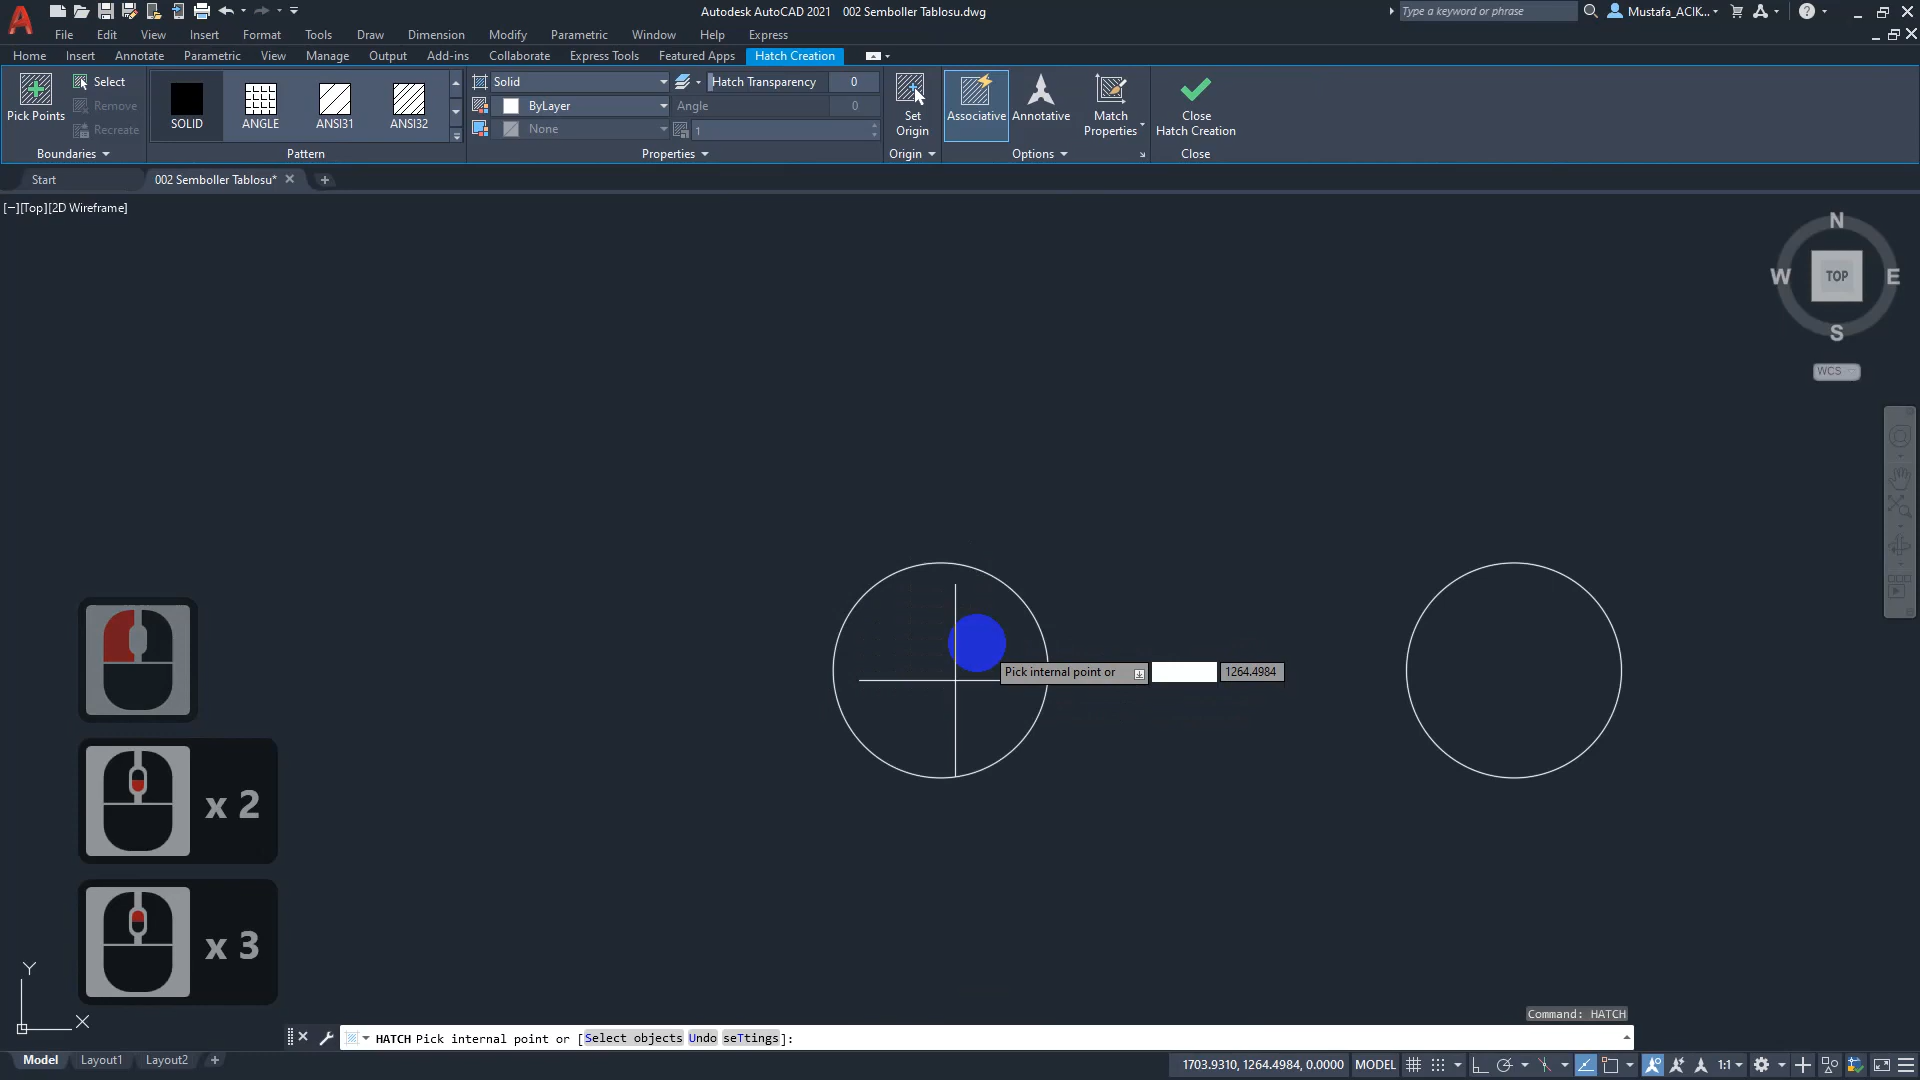 Autodesk AutoCAD 2021 002 Semboller Tablosu.dwg
Type a keyword or phrase
Mustafa_ACIK...
File Edit View Insert Format Tools Draw Dimension Modify Parametric Window Help Express
Home Insert Annotate Parametric View Manage Output Add-ins Collaborate Express Tools Featured Apps Hatch Creation
Pick Points
Select
Remove
Recreate
Boundaries
SOLID ANGLE ANSI31 ANSI32
Pattern
Solid
ByLayer
None
Hatch Transparency 0
Angle 0
1
Properties
Set
Origin
Origin
Associative
Annotative
Match
Properties
Options
Close
Hatch Creation
Close
Start 002 Semboller Tablosu*
[−][Top][2D Wireframe]
N
W TOP E
S
WCS
Pick internal point or 1264.4984
x 2
x 3
Y
X
Command: HATCH
HATCH Pick internal point or [Select objects Undo seTtings]:
Model Layout1 Layout2
1703.9310, 1264.4984, 0.0000 MODEL 1:1